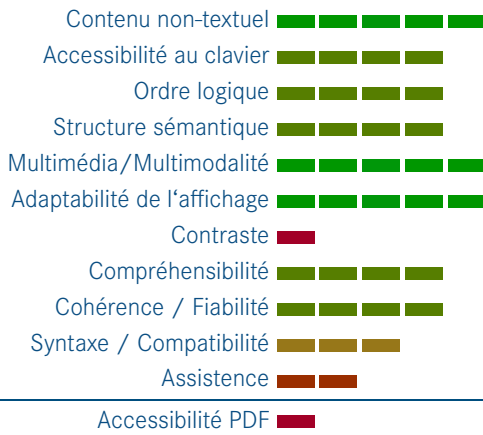 Contenu non-textuel
Accessibilité au clavier
Ordre logique
Structure sémantique
Multimédia/Multimodalité
Adaptabilité de l‘affichage
Contraste
Compréhensibilité
Cohérence / Fiabilité
Syntaxe / Compatibilité
Assistence
Accessibilité PDF